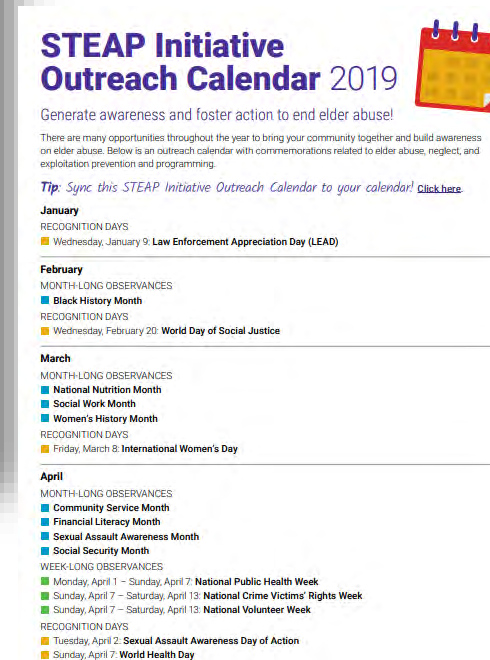 STEAP Initiative
Outreach Calendar 2019
Generate awareness and foster action to end elder abuse!
There are many opportunities throughout the year to bring your community together and build awareness
on elder abuse. Below is an outreach calendar with commemorations related to elder abuse, neglect, and
exploitation prevention and programming.
Tip: Sync this STEAP Initiative Outreach Calendar to your calendar! Click here.
January
RECOGNITION DAYS
Wednesday, January 9: Law Enforcement Appreciation Day (LEAD)
February
MONTH-LONG OBSERVANCES
Black History Month
RECOGNITION DAYS
Wednesday, February 20: World Day of Social Justice
March
MONTH-LONG OBSERVANCES
National Nutrition Month
Social Work Month
Women's History Month
RECOGNITION DAYS
Friday, March 8: International Women's Day
April
MONTH-LONG OBSERVANCES
Community Service Month
Financial Literacy Month
Sexual Assault Awareness Month
Social Security Month
WEEK-LONG OBSERVANCES
Monday, April 1 – Sunday, April 7: National Public Health Week
Sunday, April 7 – Saturday, April 13: National Crime Victims' Rights Week
Sunday, April 7 – Saturday, April 13: National Volunteer Week
RECOGNITION DAYS
Tuesday, April 2: Sexual Assault Awareness Day of Action
Sunday, April 7: World Health Day